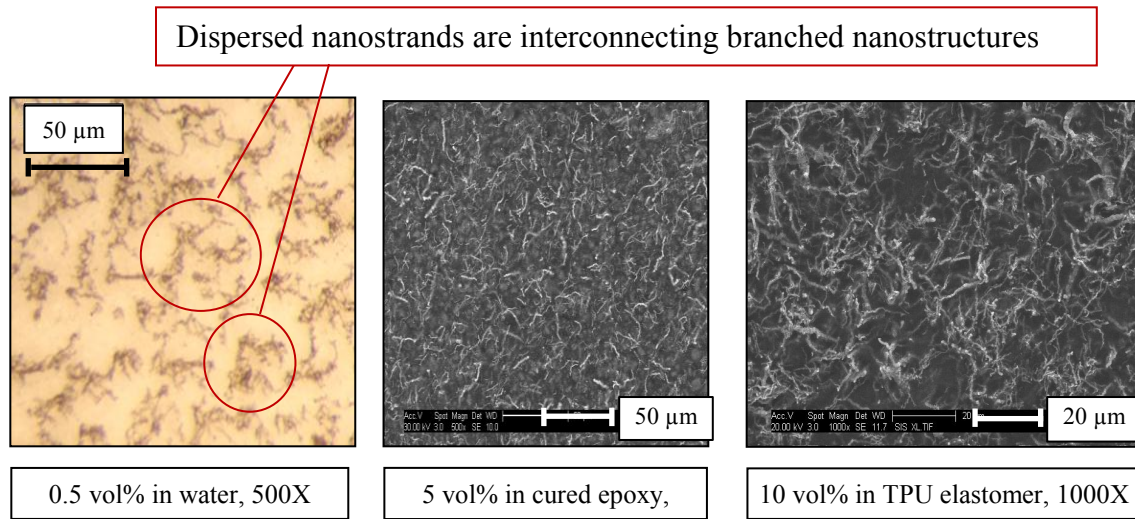 Dispersed nanostrands are interconnecting branched nanostructures
50 µm
Acc.V Spot Magn Det WD
30.00 kV 3.0 500x SE 10.0
50 µm
Acc.V Spot Magn Det WD 20
20.00 kV 3.0 1000x SE 11.7 SIS XL.TIF
20 µm
0.5 vol% in water, 500X
5 vol% in cured epoxy,
10 vol% in TPU elastomer, 1000X